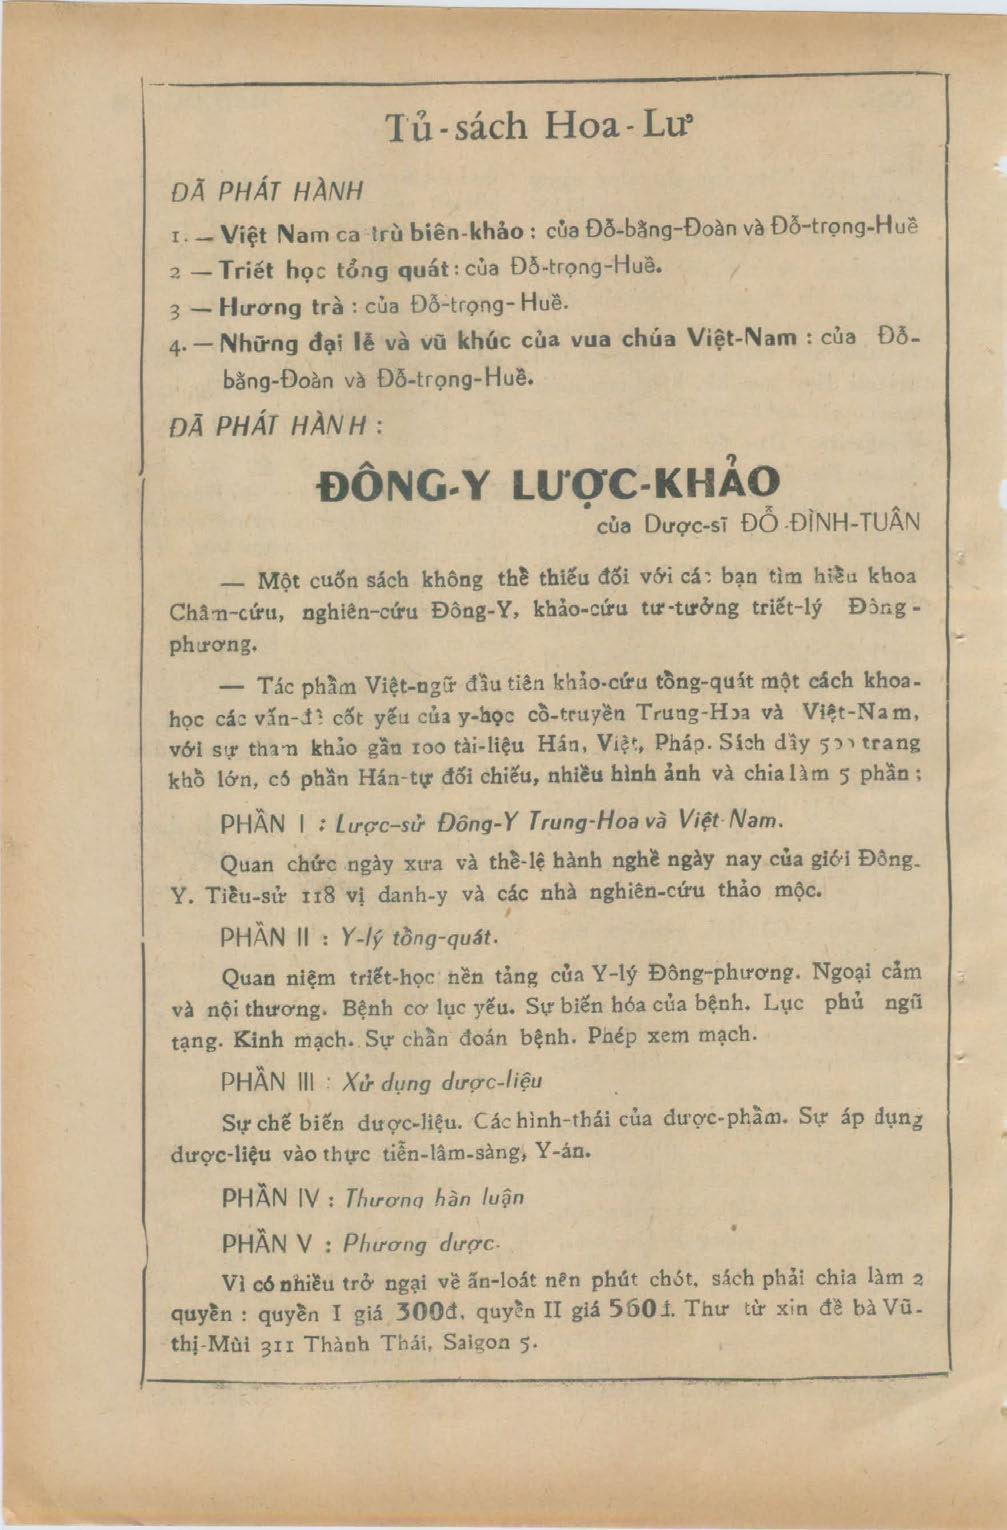 Tủ-sách Hoa-Lư
ĐÃ PHÁT HÀNH
1. — Việt Nam ca trù biên-khảo : của Đỗ-bằng-Đoàn và Đỗ-trọng-Huề
2 — Triết học tổng quát : của Đỗ-trọng-Huề.
3 — Hương trà : của Đỗ-trọng-Huề.
4. — Những đại lễ và vũ khúc của vua chúa Việt-Nam : của Đỗ-
bằng-Đoàn và Đỗ-trọng-Huề.
ĐÃ PHÁT HÀNH :
ĐÔNG-Y LƯỢC-KHẢO
của Dược-sĩ ĐỖ-ĐÌNH-TUÂN
— Một cuốn sách không thể thiếu đối với các bạn tìm hiểu khoa
Châm-cứu, nghiên-cứu Đông-Y, khảo-cứu tư-tưởng triết-lý Đông-
phương.
— Tác phẩm Việt-ngữ đầu tiên khảo-cứu tổng-quát một cách khoa-
học các vấn-đề cốt yếu của y-học cổ-truyền Trung-Hoa và Việt-Nam,
với sự tham khảo gần 100 tài-liệu Hán, Việt, Pháp. Sách dầy 500 trang
khổ lớn, có phần Hán-tự đối chiếu, nhiều hình ảnh và chia làm 5 phần ;
PHẦN I : Lược-sử Đông-Y Trung-Hoa và Việt-Nam.
Quan chức ngày xưa và thể-lệ hành nghề ngày nay của giới Đông-
Y. Tiểu-sử 118 vị danh-y và các nhà nghiên-cứu thảo mộc.
PHẦN II : Y-lý tổng-quát.
Quan niệm triết-học nền tảng của Y-lý Đông-phương. Ngoại cảm
và nội thương. Bệnh cơ lục yếu. Sự biến hóa của bệnh. Lục phủ ngũ
tạng. Kinh mạch. Sự chẩn đoán bệnh. Phép xem mạch.
PHẦN III : Xử dụng dược-liệu
Sự chế biến dược-liệu. Các hình-thái của dược-phẩm. Sự áp dụng
dược-liệu vào thực tiễn-lâm-sàng, Y-án.
PHẦN IV : Thương hàn luận
PHẦN V : Phương dược.
Vì có nhiều trở ngại về ấn-loát nên phút chót, sách phải chia làm 2
quyển : quyển I giá 300đ, quyển II giá 560đ. Thư từ xin đề bà Vũ-
thị-Mùi 311 Thành Thái, Saigon 5.